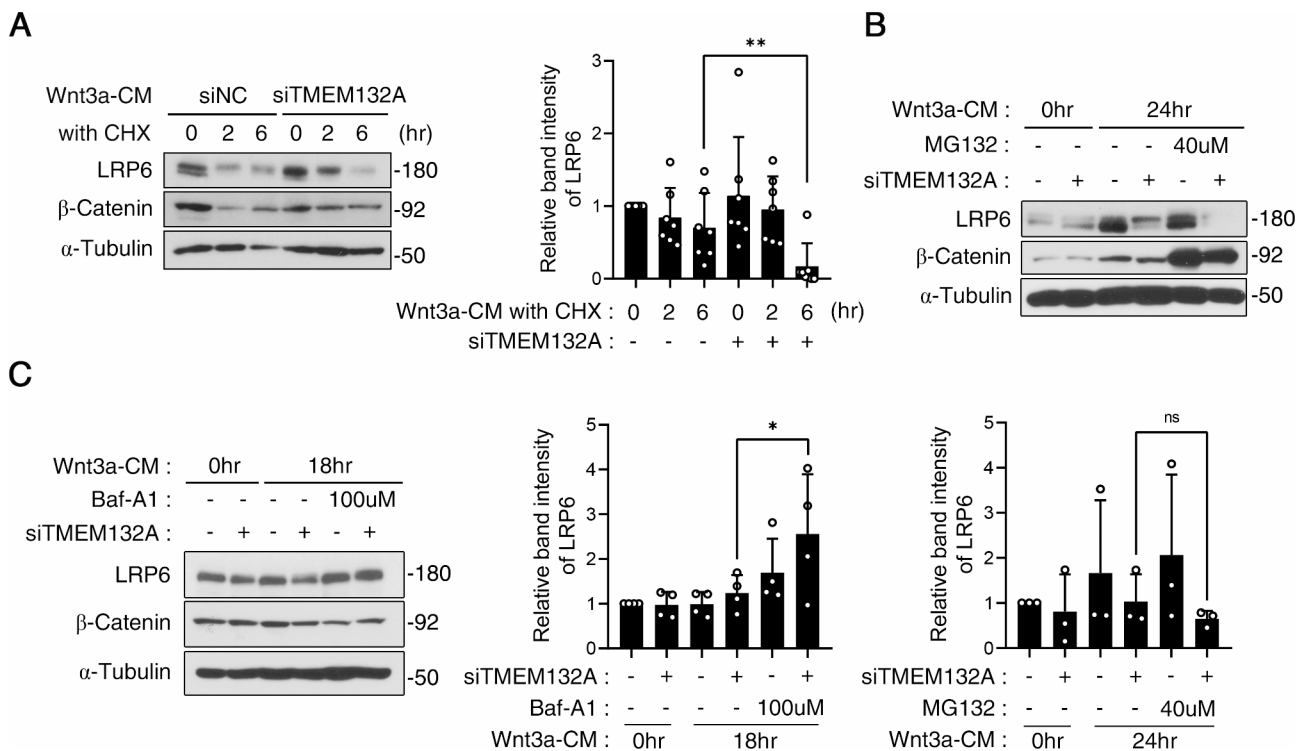 A
Wnt3a-CM siNC siTMEM132A
with CHX 0 2 6 0 2 6 (hr)
LRP6 -180
β-Catenin -92
α-Tubulin -50
Relative band intensity
of LRP6
3
2
1
0
**
Wnt3a-CM with CHX : 0 2 6 0 2 6 (hr)
siTMEM132A : - - - + + +
B
Wnt3a-CM : 0hr 24hr
MG132 : - - - - 40uM
siTMEM132A : - + - + - +
LRP6 -180
β-Catenin -92
α-Tubulin -50
C
Wnt3a-CM : 0hr 18hr
Baf-A1 : - - - - 100uM
siTMEM132A : - + - + - +
LRP6 -180
β-Catenin -92
α-Tubulin -50
Relative band intensity
of LRP6
5
4
3
2
1
0
*
siTMEM132A : - + - + - +
Baf-A1 : - - - - 100uM
Wnt3a-CM : 0hr 18hr
Relative band intensity
of LRP6
5
4
3
2
1
0
ns
siTMEM132A : - + - + - +
MG132 : - - - - 40uM
Wnt3a-CM : 0hr 24hr